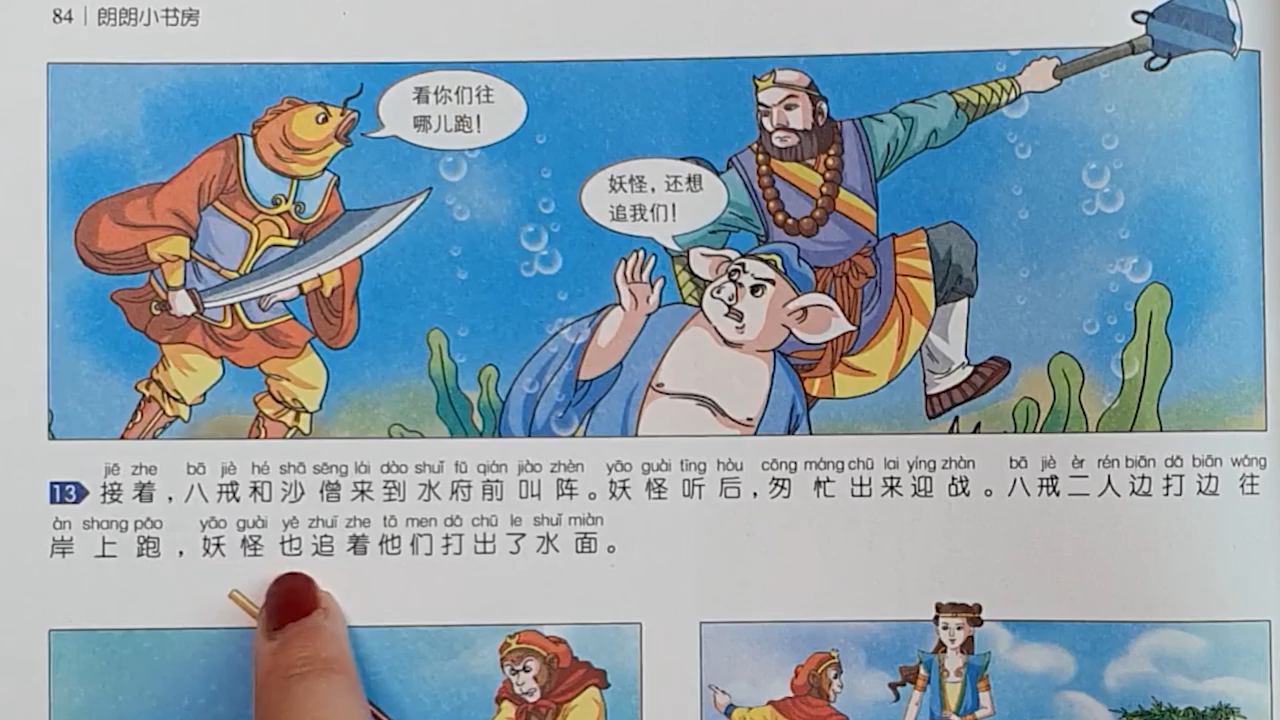 84 | 朗朗小书房
看你们往
哪儿跑！
妖怪，还想
追我们！
jiē zhe bā jiè hé shā sēng lái dào shuǐ fǔ qián jiào zhèn yāo guài tīng hòu cōng máng chū lai yíng zhàn bā jiè èr rén biān dǎ biān wǎng
13 接着，八戒和沙僧来到水府前叫阵。妖怪听后，匆忙出来迎战。八戒二人边打边往
àn shang pǎo yāo guài yě zhuī zhe tā men dǎ chū le shuǐ miàn
岸上跑，妖怪也追着他们打出了水面。